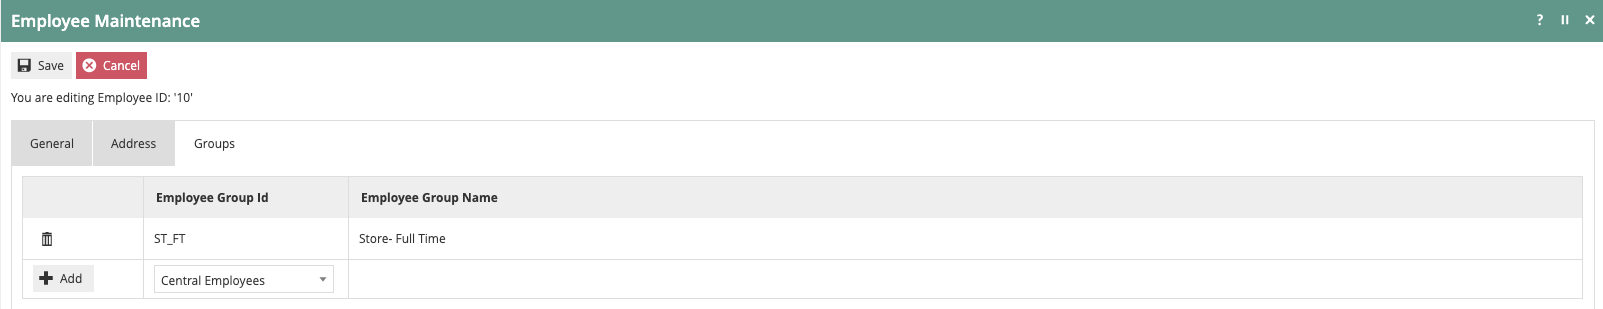 Employee Maintenance ?
Save Cancel
You are editing Employee ID: '10'
General Address Groups
Employee Group Id Employee Group Name
ST_FT Store- Full Time
Add Central Employees